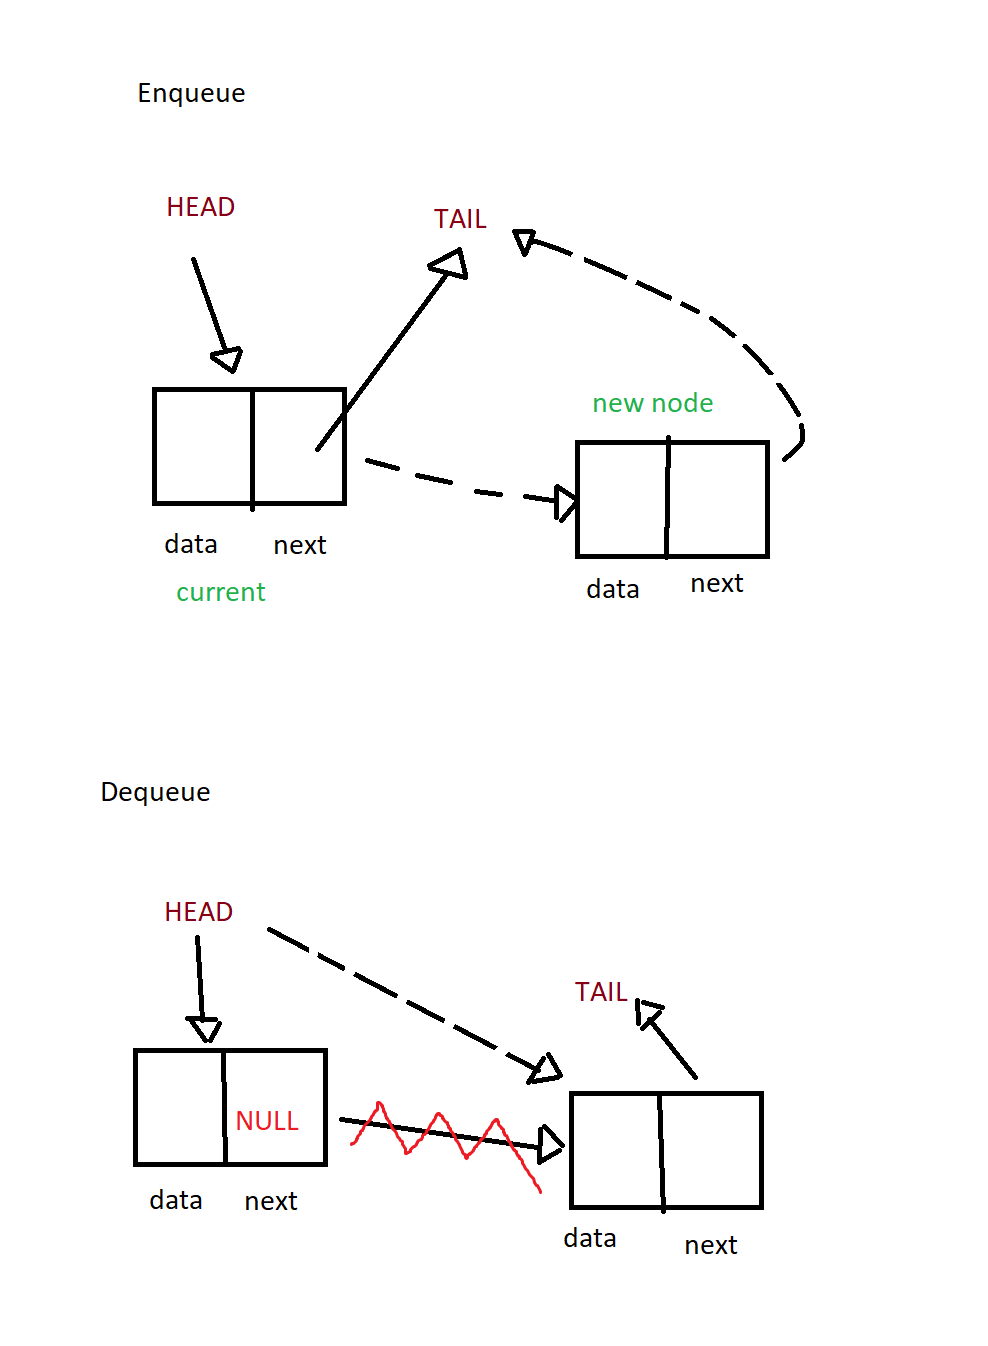 Enqueue
HEAD
TAIL
new node
data next
current
data next
Dequeue
HEAD
TAIL
NULL
data next
data next